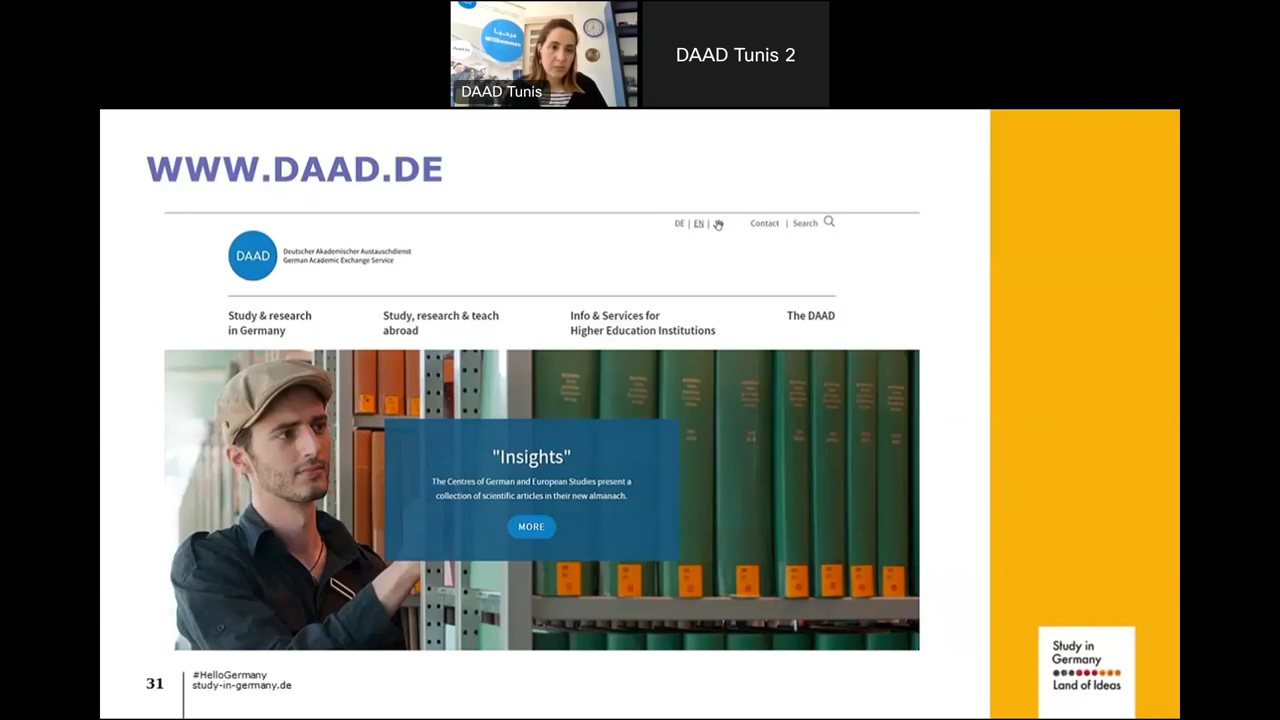 مرحبا
Willkommen
DAAD Tunis
DAAD Tunis 2
WWW.DAAD.DE
DE | EN |
Contact | Search
DAAD
Deutscher Akademischer Austauschdienst
German Academic Exchange Service
Study & research
in Germany
Study, research & teach
abroad
Info & Services for
Higher Education Institutions
The DAAD
"Insights"
The Centres of German and European Studies present a
collection of scientific articles in their new almanach.
MORE
31
#HelloGermany
study-in-germany.de
Study in
Germany
Land of Ideas